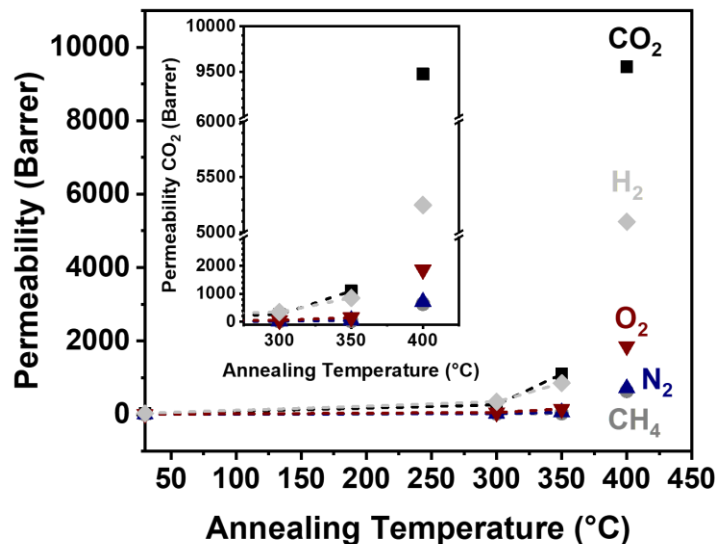 10000
8000
6000
4000
2000
0
Permeability (Barrer)
50 100 150 200 250 300 350 400 450
Annealing Temperature (°C)
CO₂
H₂
O₂
N₂
CH₄
10000
9500
6000
5500
5000
2000
1000
0
Permeability CO₂ (Barrer)
300 350 400
Annealing Temperature (°C)